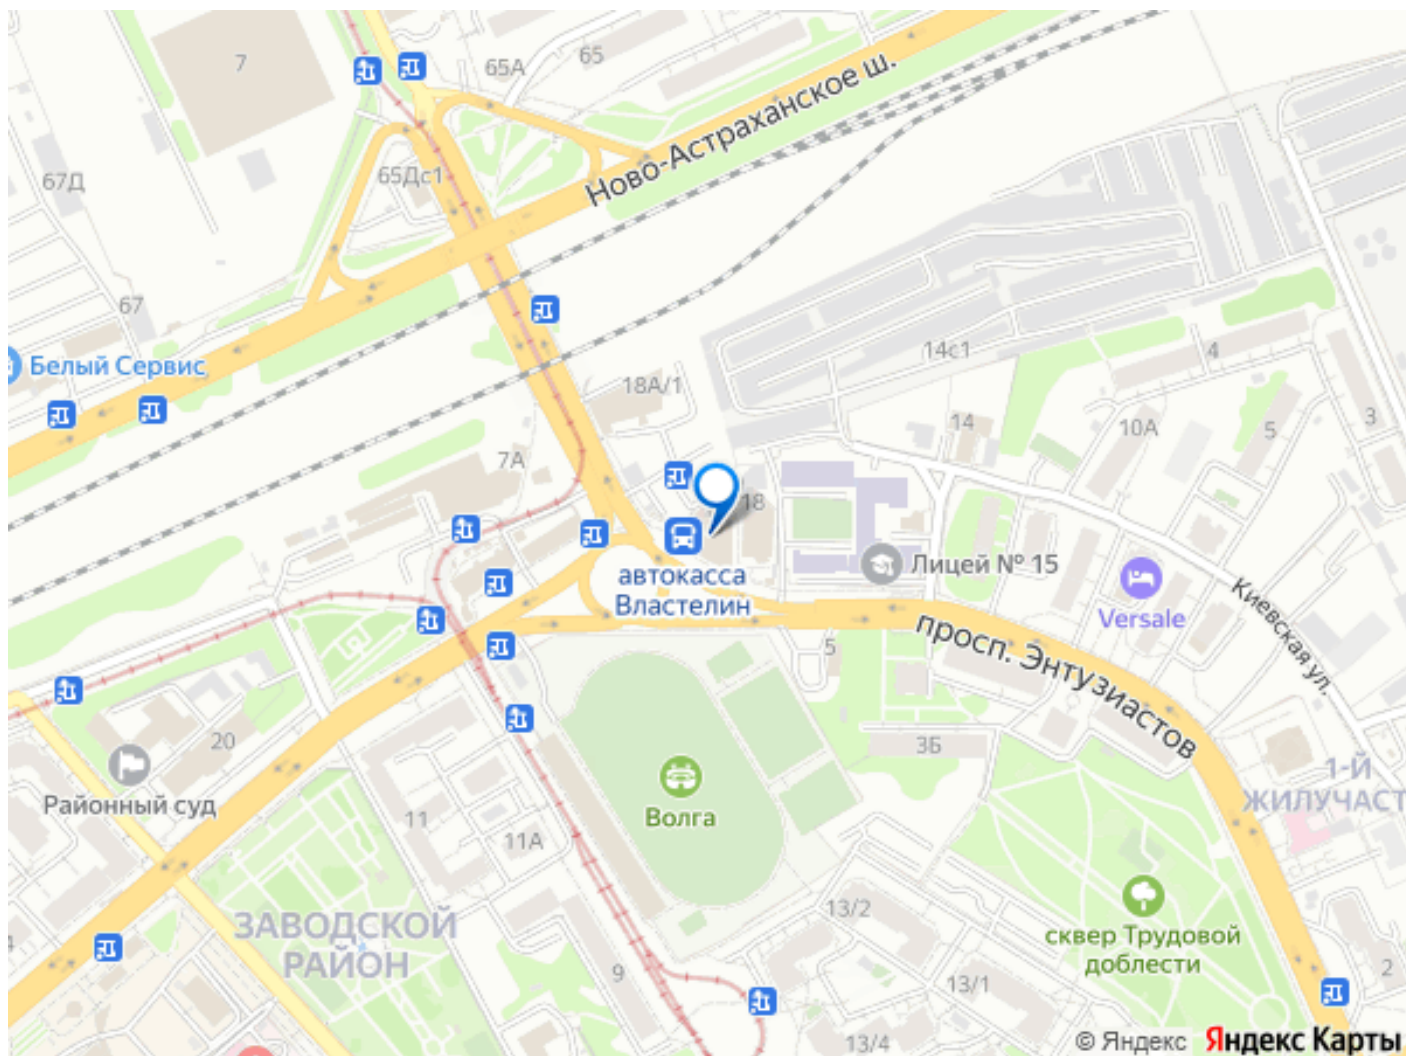 7
65А
65
Ново-Астраханское ш.
67Д
65Дс1
67
Белый Сервис
18А/1
14с1
4
3
14
10А
5
7А
18
автокасса
Властелин
Лицей № 15
Versale
Киевская ул.
5
просп. Энтузиастов
3Б
20
Районный суд
1-Й
ЖИЛУЧАСТ
Волга
11
11А
ЗАВОДСКОЙ
РАЙОН
13/2
сквер Трудовой
доблести
9
13/1
2
13/4
© Яндекс Яндекс Карты